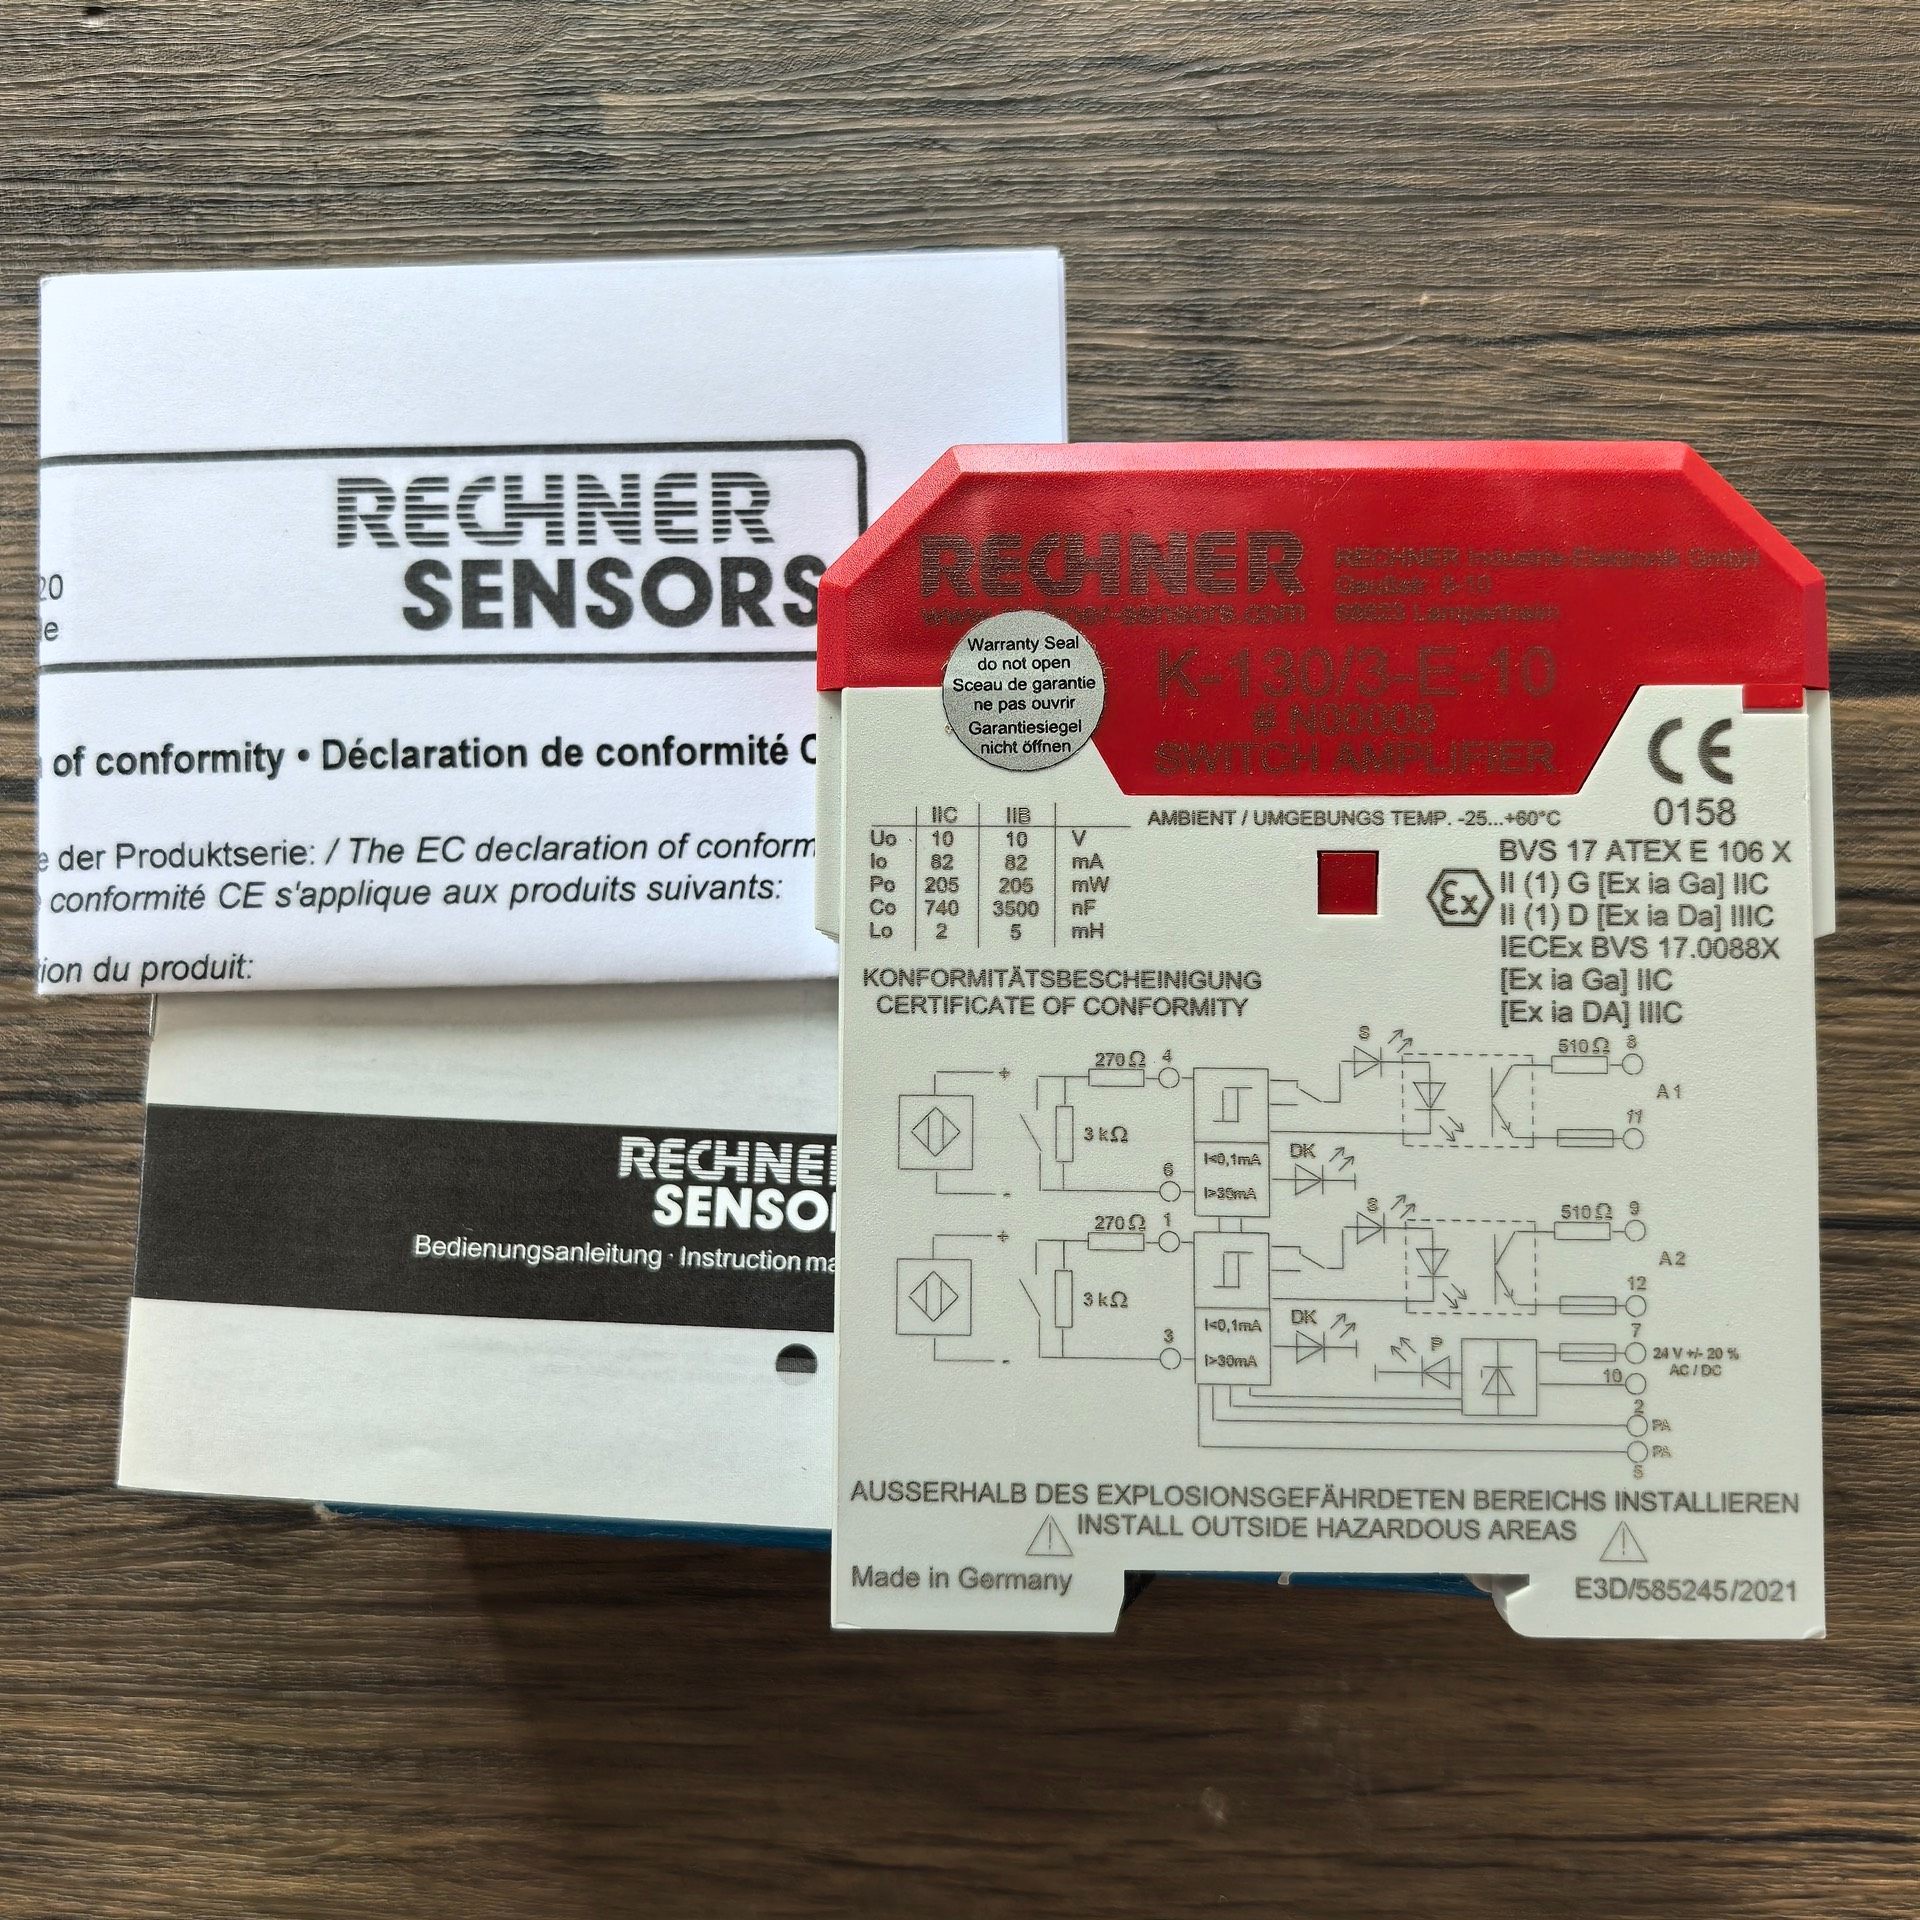 RECHNER
SENSORS
20
e
of conformity • Déclaration de conformité C
e der Produktserie: / The EC declaration of conform
conformité CE s'applique aux produits suivants:
ion du produit:
RECHNE
SENSO
Bedienungsanleitung · Instruction ma
RECHNER
www.rechner-sensors.com
RECHNER Industrie-Elektronik GmbH
Gaußstr. 8-10
68623 Lampertheim
Warranty Seal
do not open
Sceau de garantie
ne pas ouvrir
Garantiesiegel
nicht öffnen
K-130/3-E-10
# N00008
SWITCH AMPLIFIER
CE
0158
IIC IIB
Uo 10 10 V
Io 82 82 mA
Po 205 205 mW
Co 740 3500 nF
Lo 2 5 mH
AMBIENT / UMGEBUNGS TEMP. -25...+60°C
Ex
BVS 17 ATEX E 106 X
II (1) G [Ex ia Ga] IIC
II (1) D [Ex ia Da] IIIC
IECEx BVS 17.0088X
[Ex ia Ga] IIC
[Ex ia DA] IIIC
KONFORMITÄTSBESCHEINIGUNG
CERTIFICATE OF CONFORMITY
+ 270 Ω 4 S 510 Ω 8
A 1
3 kΩ 11
I<0,1mA DK
- 6 I>30mA
+ 270 Ω 1 S 510 Ω 9
A 2
3 kΩ 12
I<0,1mA DK
- 3 I>30mA P 7
24 V +/- 20 %
AC / DC
10
2 PA
PA
5
AUSSERHALB DES EXPLOSIONSGEFÄHRDETEN BEREICHS INSTALLIEREN
INSTALL OUTSIDE HAZARDOUS AREAS
Made in Germany
E3D/585245/2021